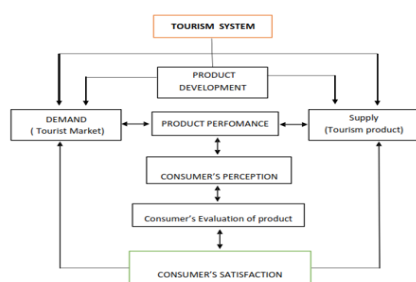 TOURISM SYSTEM
PRODUCT
DEVELOPMENT
DEMAND
( Tourist Market)
PRODUCT PERFOMANCE
Supply
(Tourism product)
CONSUMER'S PERCEPTION
Consumer's Evaluation of product
CONSUMER'S SATISFACTION